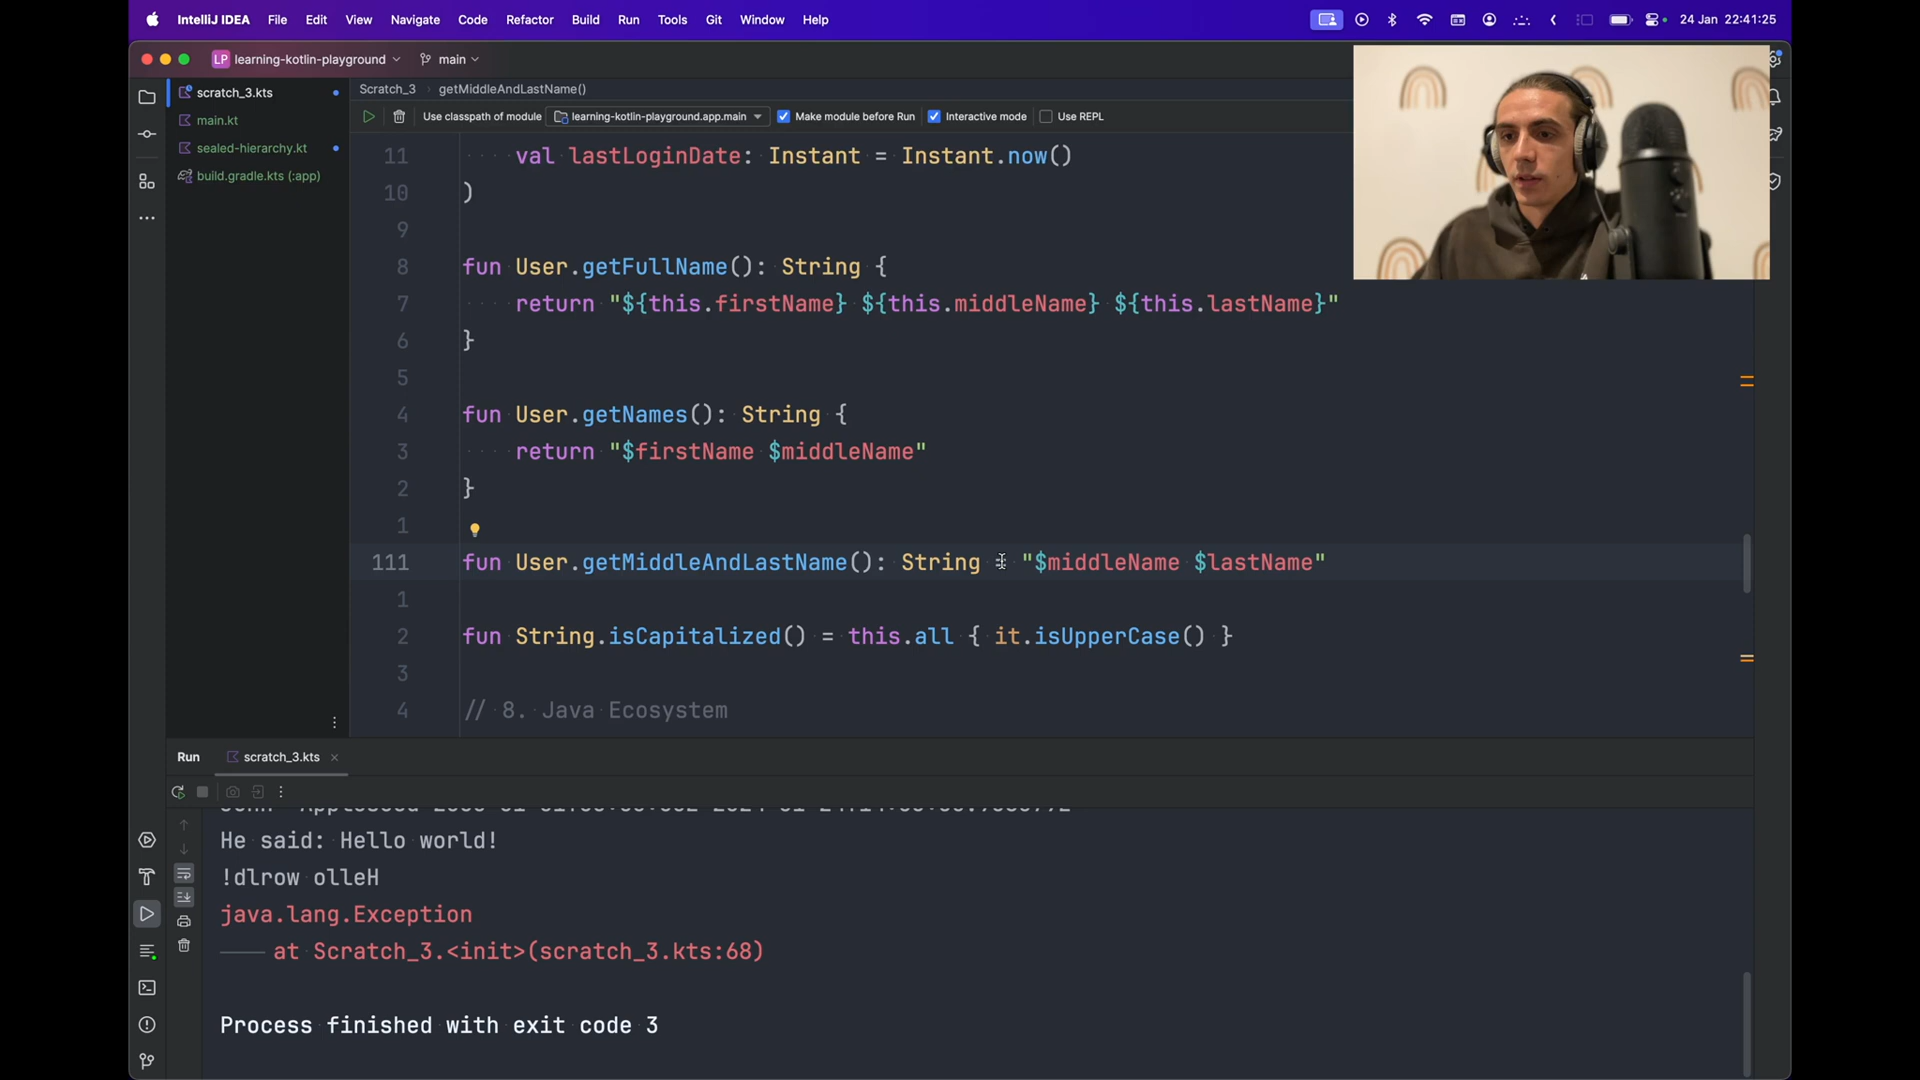 IntelliJ IDEA File Edit View Navigate Code Refactor Build Run Tools Git Window Help 24 Jan 22:41:25
LP learning-kotlin-playground main
scratch_3.kts
main.kt
sealed-hierarchy.kt
build.gradle.kts (:app)
Scratch_3 getMiddleAndLastName()
Use classpath of module learning-kotlin-playground.app.main Make module before Run Interactive mode Use REPL
11 val lastLoginDate: Instant = Instant.now()
10 )
9
8 fun User.getFullName(): String {
7 return "${this.firstName} ${this.middleName} ${this.lastName}"
6 }
5
4 fun User.getNames(): String {
3 return "$firstName $middleName"
2 }
1
111 fun User.getMiddleAndLastName(): String "$middleName $lastName"
1
2 fun String.isCapitalized() = this.all { it.isUpperCase() }
3
4 // 8. Java Ecosystem
Run scratch_3.kts
He said: Hello world!
!dlrow olleH
java.lang.Exception
at Scratch_3.<init>(scratch_3.kts:68)
Process finished with exit code 3